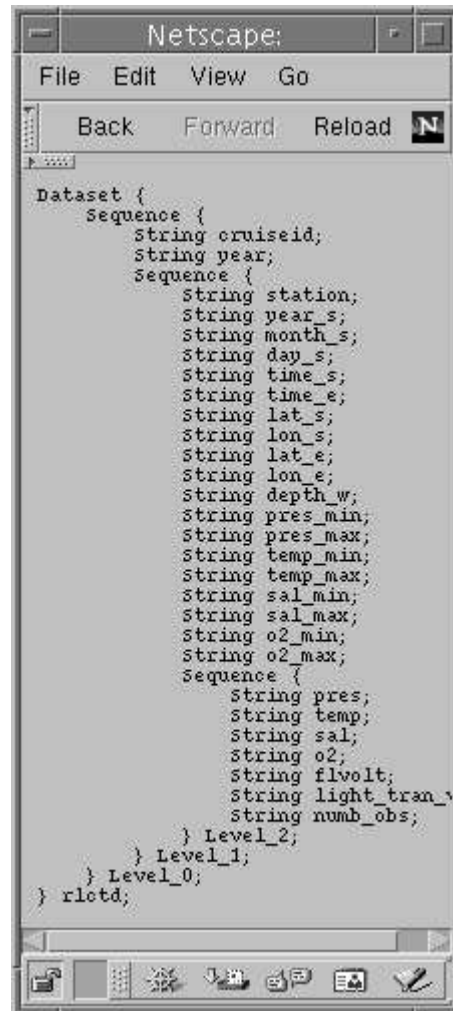 Netscape:
File Edit View Go
Back Forward Reload N
Dataset {
Sequence {
String cruiseid;
String year;
Sequence {
String station;
String year_s;
String month_s;
String day_s;
String time_s;
String time_e;
String lat_s;
String lon_s;
String lat_e;
String lon_e;
String depth_w;
String pres_min;
String pres_max;
String temp_min;
String temp_max;
String sal_min;
String sal_max;
String o2_min;
String o2_max;
Sequence {
String pres;
String temp;
String sal;
String o2;
String flvolt;
String light_tran_v
String numb_obs;
} Level_2;
} Level_1;
} Level_0;
} rlctd;